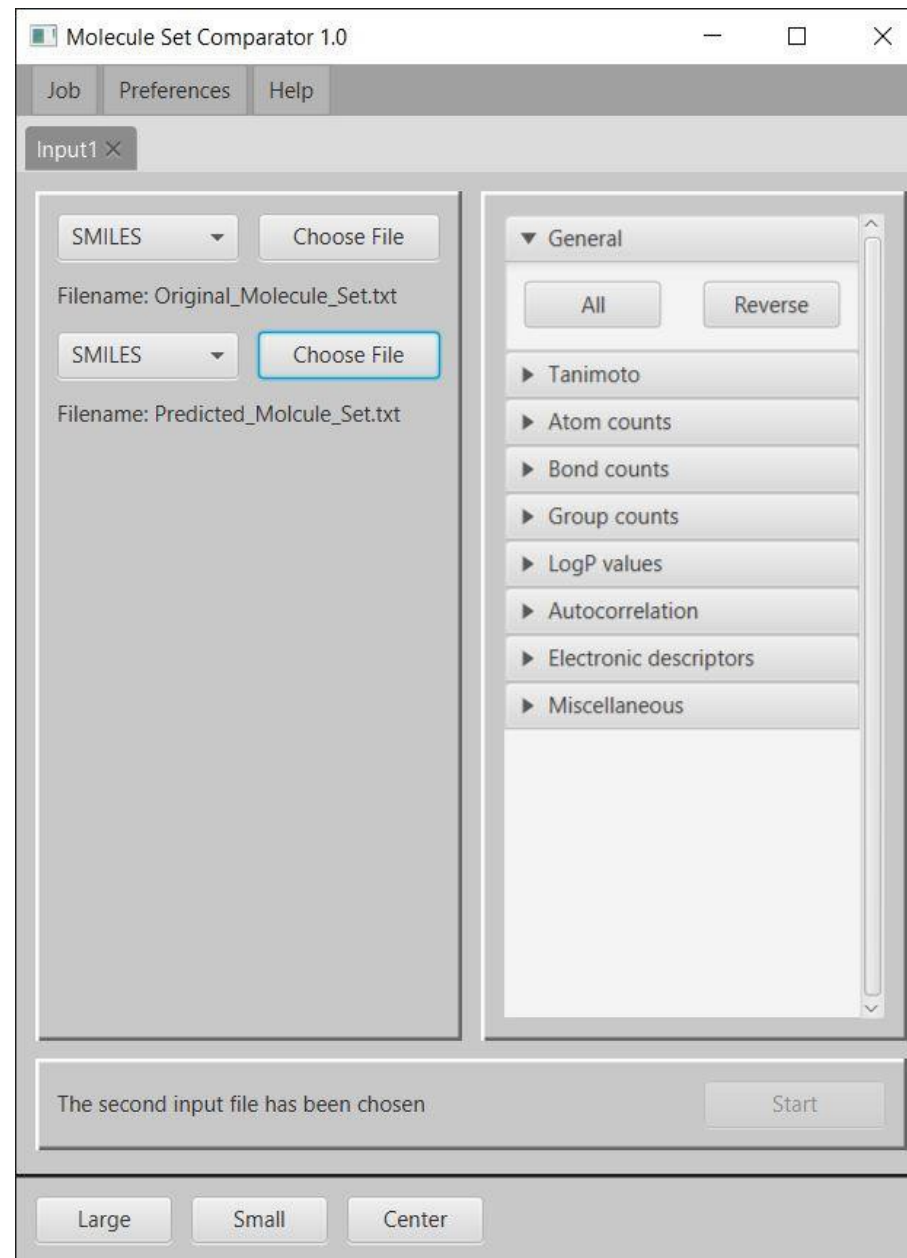 Molecule Set Comparator 1.0
Job Preferences Help
Input1
SMILES Choose File
Filename: Original_Molecule_Set.txt
SMILES Choose File
Filename: Predicted_Molcule_Set.txt
General
All Reverse
Tanimoto
Atom counts
Bond counts
Group counts
LogP values
Autocorrelation
Electronic descriptors
Miscellaneous
The second input file has been chosen Start
Large Small Center